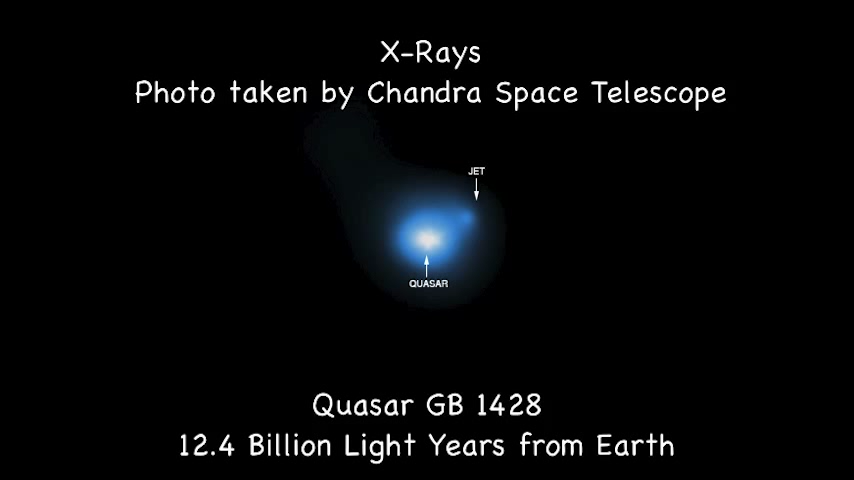 X-Rays
Photo taken by Chandra Space Telescope
JET
QUASAR
Quasar GB 1428
12.4 Billion Light Years from Earth